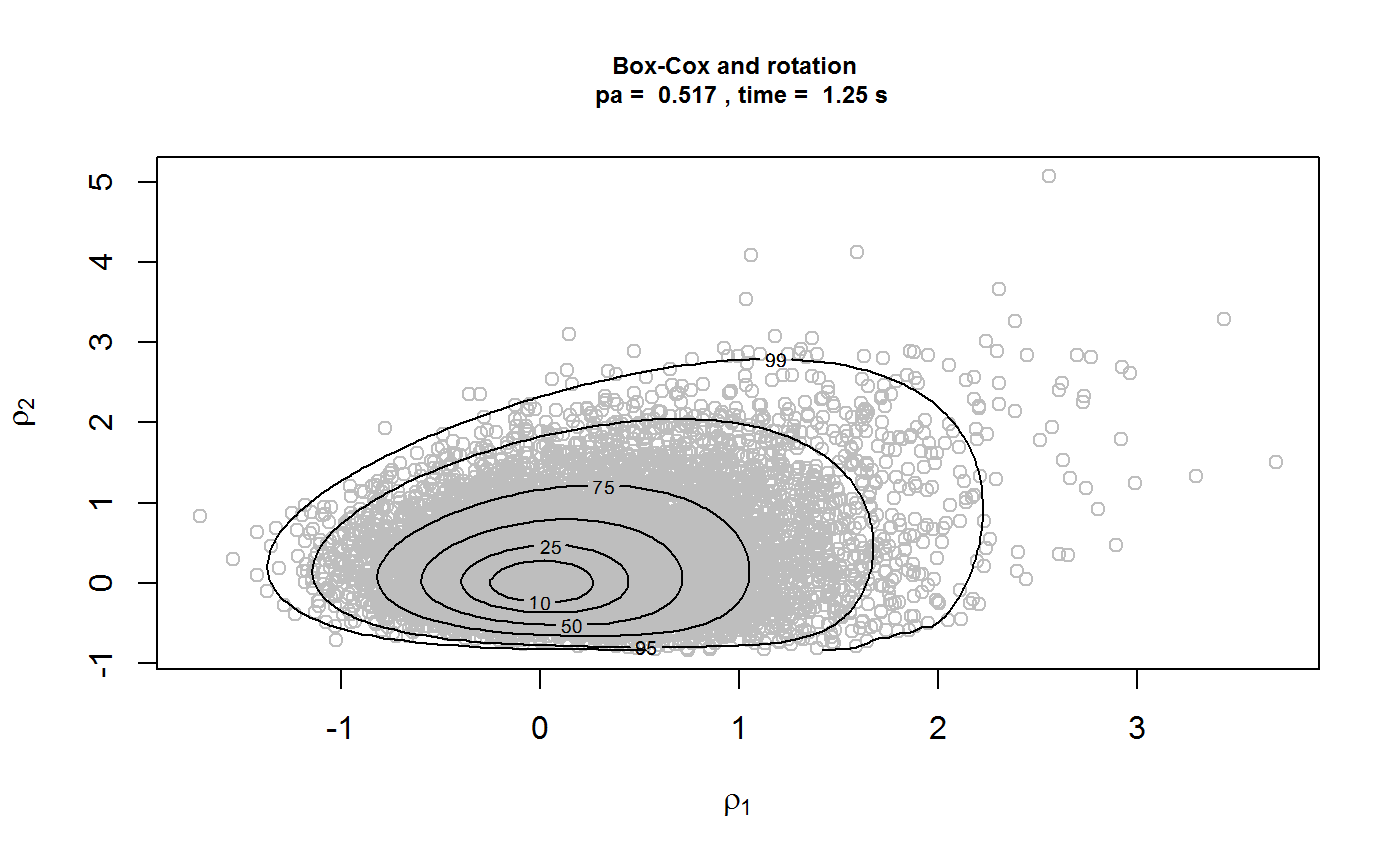 Box-Cox and rotation
pa = 0.517 , time = 1.25 s
5
4
3
2
1
0
-1
ρ2
99
75
25
10
50
95
-1 0 1 2 3
ρ1